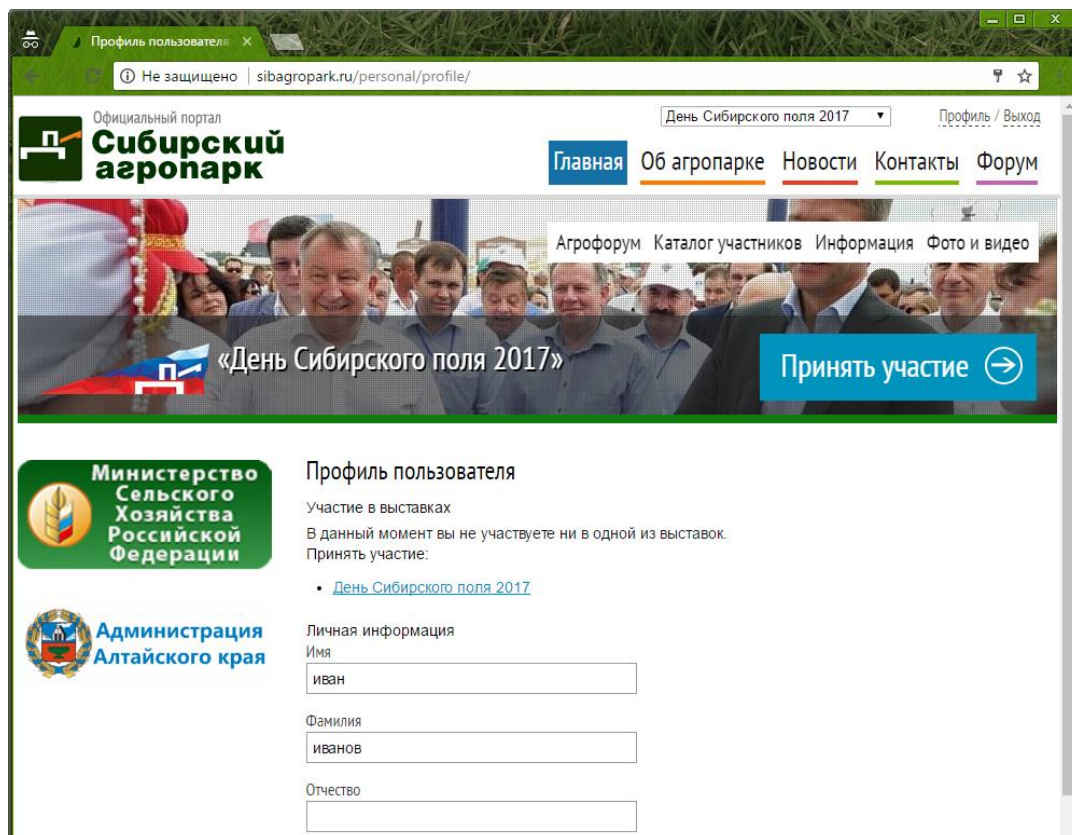 Профиль пользователя
Не защищено sibagropark.ru/personal/profile/
Официальный портал
Сибирский
агропарк
День Сибирского поля 2017
Профиль / Выход
Главная Об агропарке Новости Контакты Форум
Агрофорум Каталог участников Информация Фото и видео
«День Сибирского поля 2017»
Принять участие
Министерство
Сельского
Хозяйства
Российской
Федерации
Администрация
Алтайского края
Профиль пользователя
Участие в выставках
В данный момент вы не участвуете ни в одной из выставок.
Принять участие:
День Сибирского поля 2017
Личная информация
Имя
иван
Фамилия
иванов
Отчество